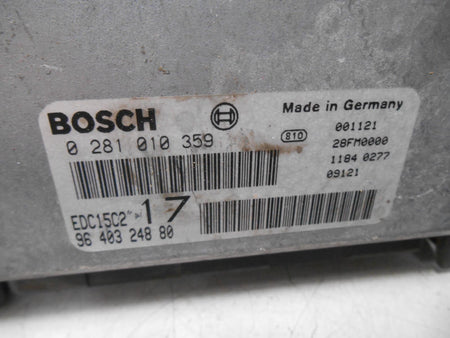 BOSCH
Made in Germany
0 281 010 359
810
001121
28FM0000
1184 0277
09121
EDC15C2 17
96 403 248 80